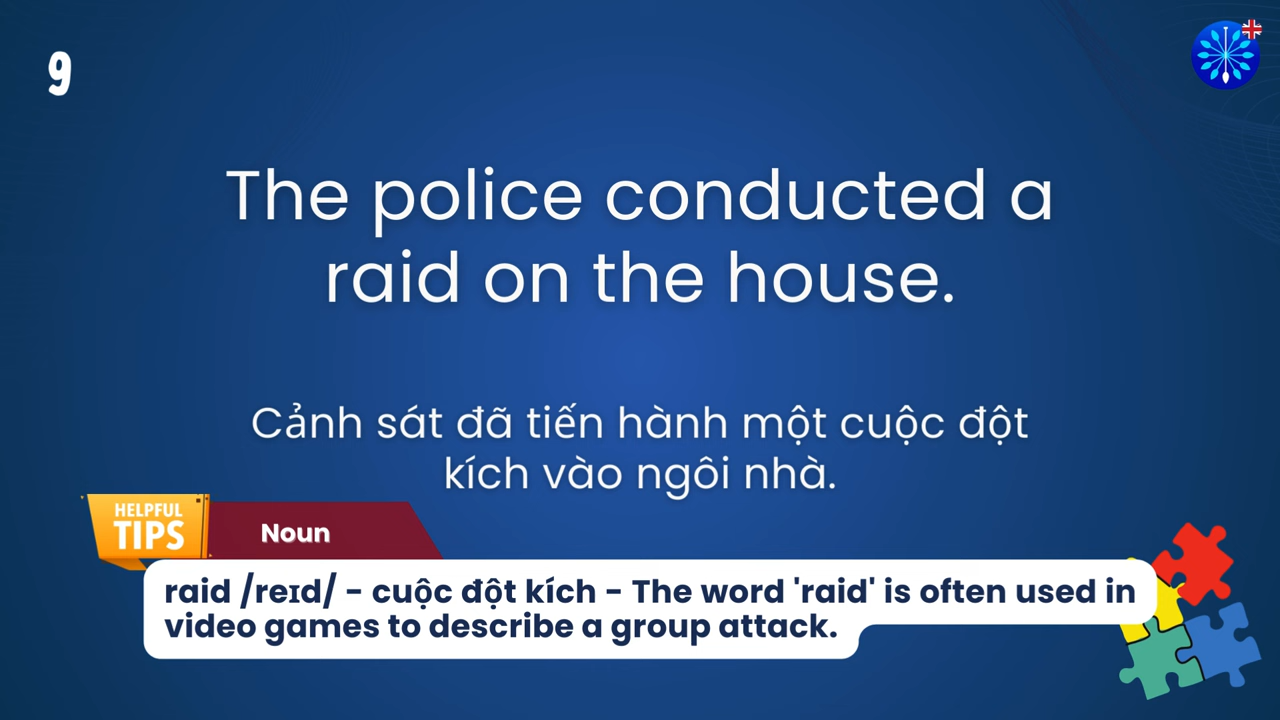 9
The police conducted a
raid on the house.
Cảnh sát đã tiến hành một cuộc đột
kích vào ngôi nhà.
HELPFUL
TIPS
Noun
raid /reɪd/ - cuộc đột kích - The word 'raid' is often used in
video games to describe a group attack.